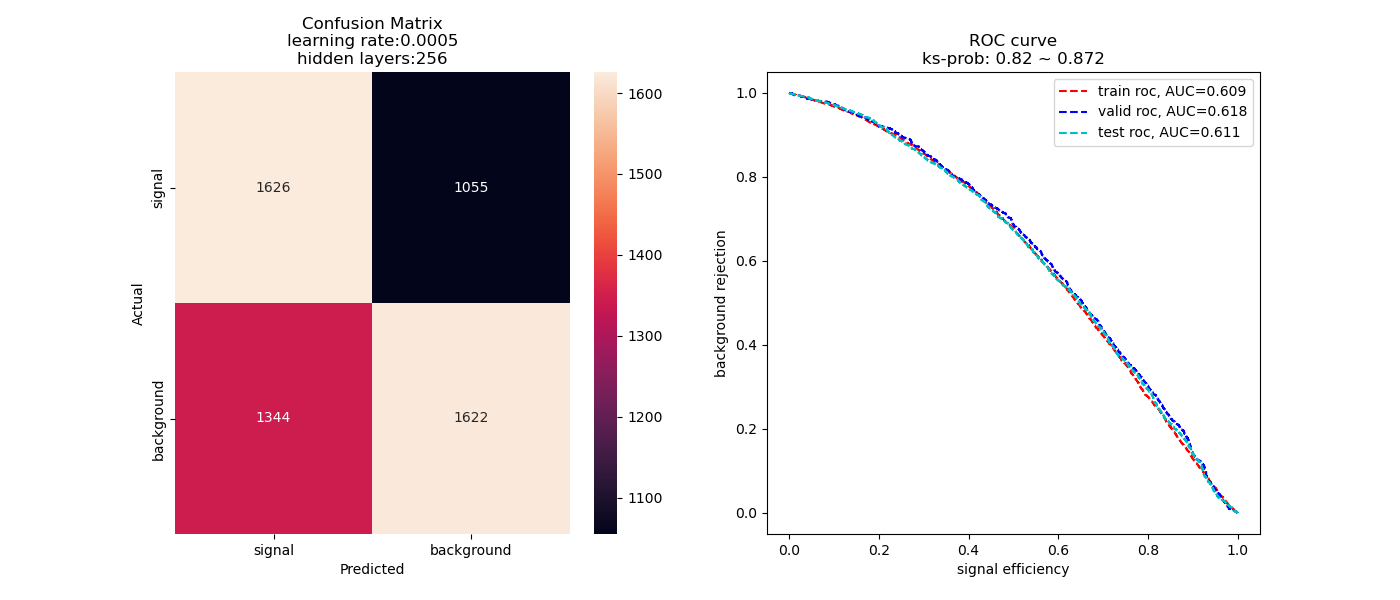 Confusion Matrix
learning rate:0.0005
hidden layers:256
signal
background
Actual
1626
1055
1344
1622
signal
background
Predicted
1600
1500
1400
1300
1200
1100
ROC curve
ks-prob: 0.82 ~ 0.872
train roc, AUC=0.609
valid roc, AUC=0.618
test roc, AUC=0.611
background rejection
1.0
0.8
0.6
0.4
0.2
0.0
0.0
0.2
0.4
0.6
0.8
1.0
signal efficiency